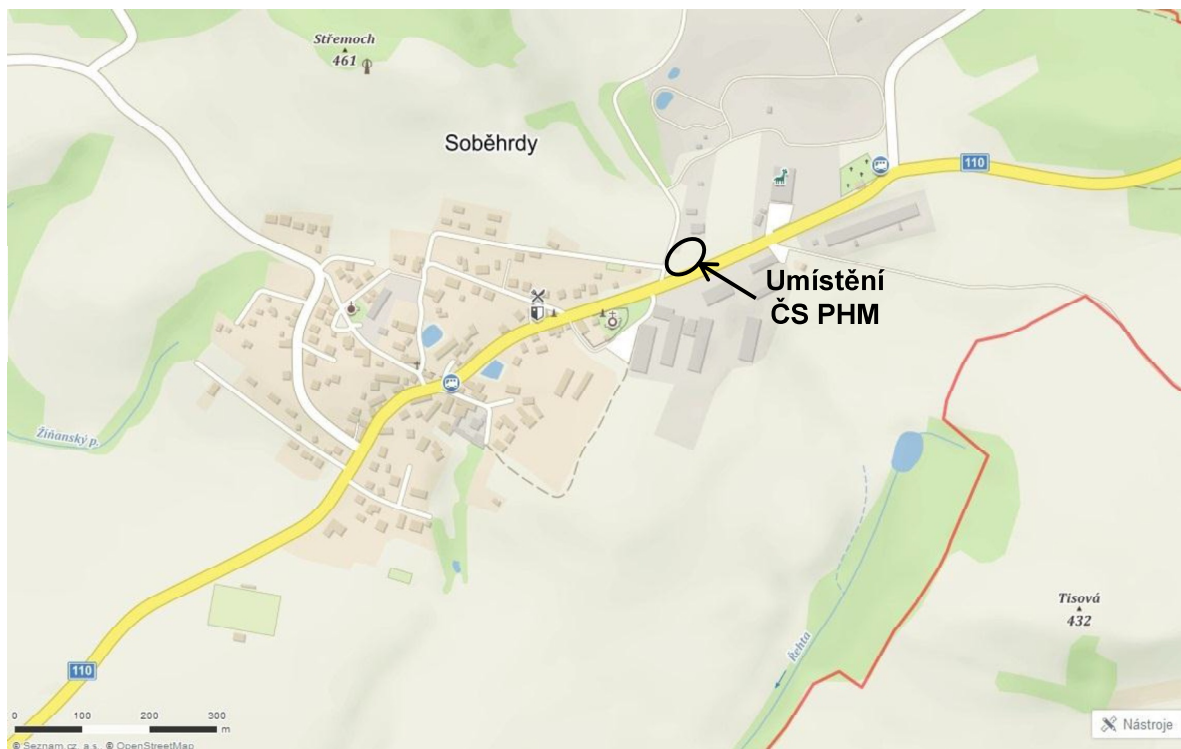 Střemoch
461
Soběhrdy
110
Umístění
ČS PHM
Žíňanský p.
Tisová
432
Řehta
110
0 100 200 300
m
© Seznam.cz, a.s., © OpenStreetMap
Nástroje